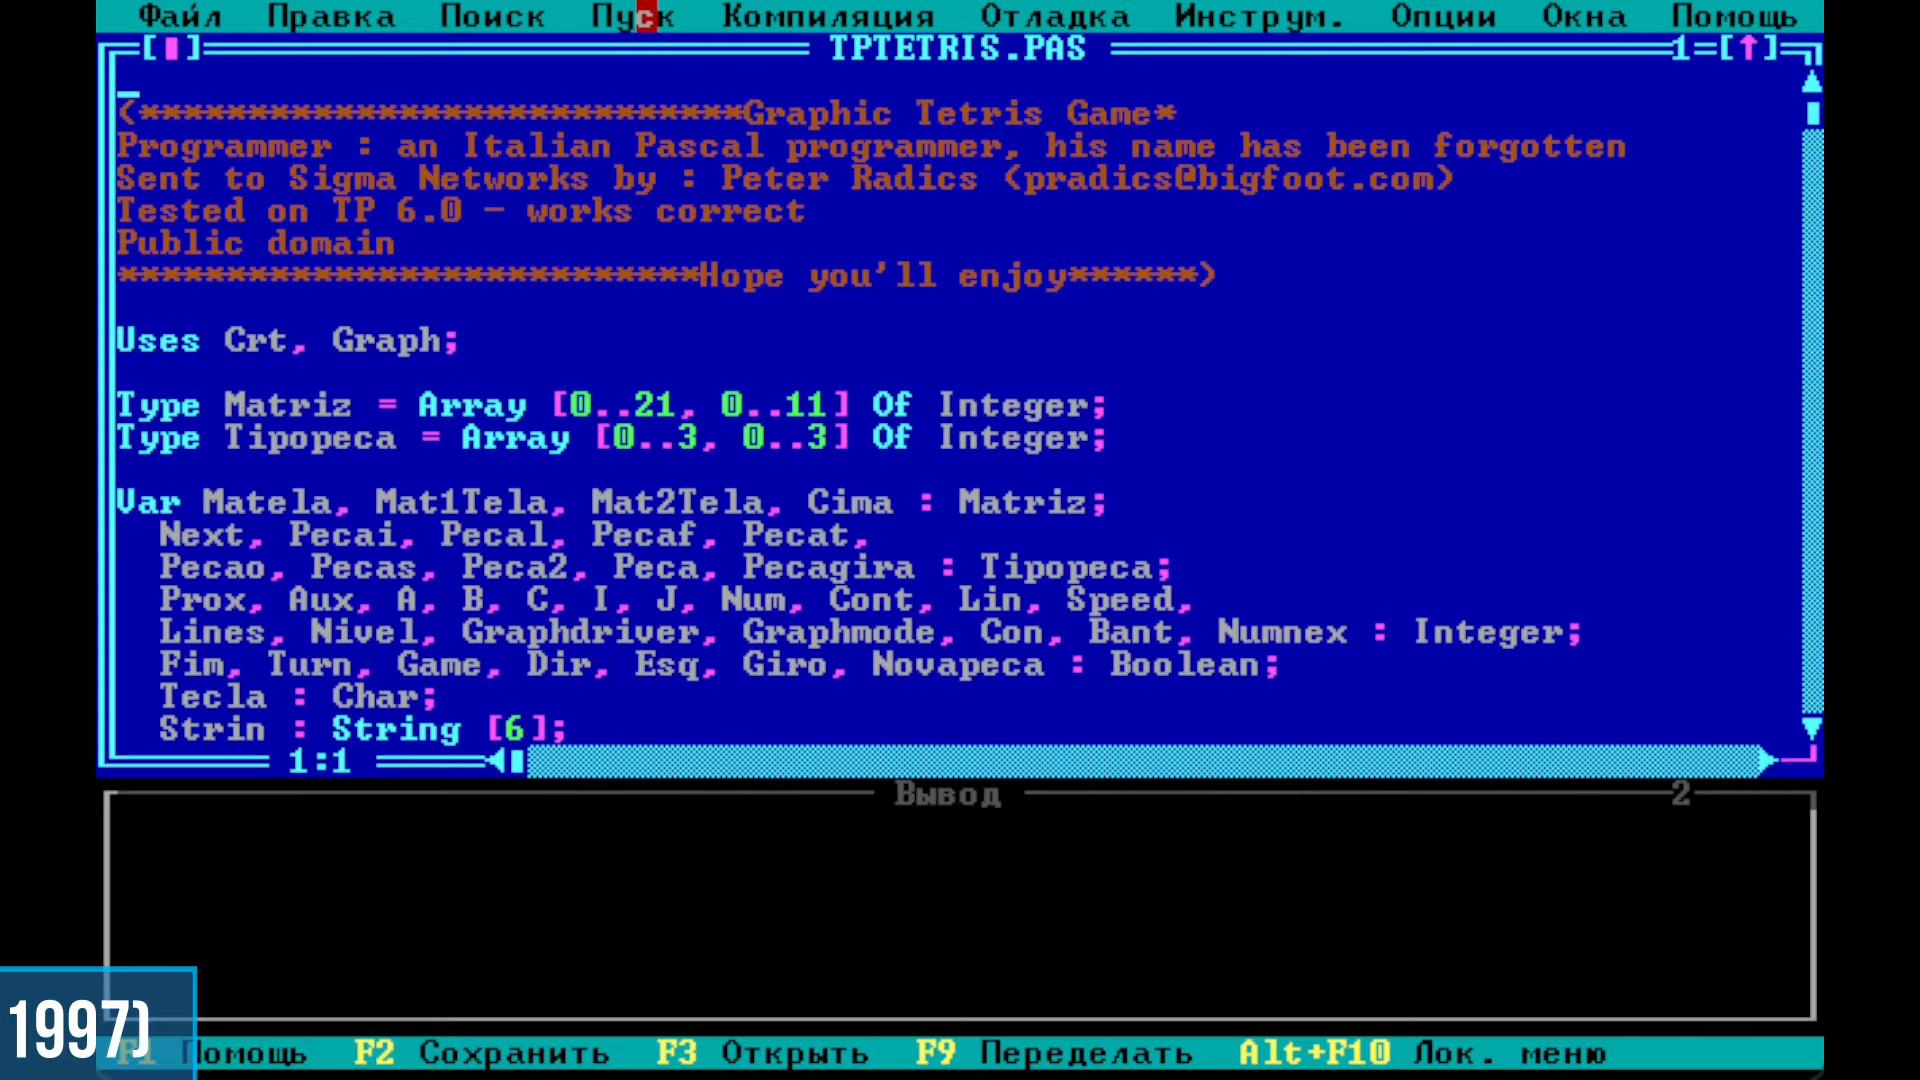 Файл Правка Поиск Пуск Компиляция Отладка Инструм. Опции Окна Помощь
[▮] TPTETRIS.PAS 1=[↑]
(****************************Graphic Tetris Game*
Programmer : an Italian Pascal programmer, his name has been forgotten
Sent to Sigma Networks by : Peter Radics (pradics@bigfoot.com)
Tested on TP 6.0 - works correct
Public domain
***************************Hope you'll enjoy******)
Uses Crt, Graph;
Type Matriz = Array [0..21, 0..11] Of Integer;
Type Tipopeca = Array [0..3, 0..3] Of Integer;
Var Matela, Mat1Tela, Mat2Tela, Cima : Matriz;
Next, Pecai, Pecal, Pecaf, Pecat,
Pecao, Pecas, Peca2, Peca, Pecagira : Tipopeca;
Prox, Aux, A, B, C, I, J, Num, Cont, Lin, Speed,
Lines, Nivel, Graphdriver, Graphmode, Con, Bant, Numnex : Integer;
Fim, Turn, Game, Dir, Esq, Giro, Novapeca : Boolean;
Tecla : Char;
Strin : String [6];
1:1
Вывод 2
1997)
F1 Помощь F2 Сохранить F3 Открыть F9 Переделать Alt+F10 Лок. меню